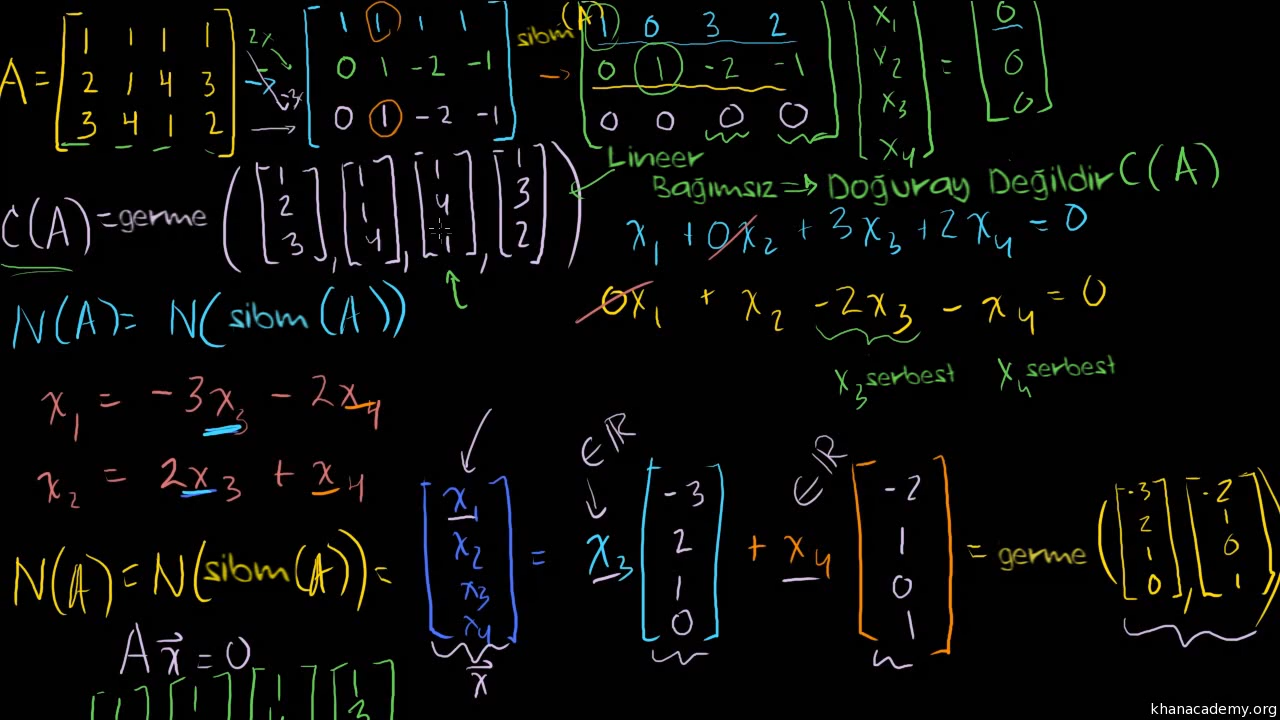 A = [1 1 1 1; 2 1 4 3; 3 4 1 2] → [1 1 1 1; 0 1 -2 -1; 0 1 -2 -1] sibm(A) → [1 0 3 2; 0 1 -2 -1; 0 0 0 0] [x₁; x₂; x₃; x₄] = [0; 0; 0]
2x
Lineer
Bağımsız ⇒ Doğuray Değildir C(A)
C(A) = germe ([1; 2; 3], [1; 1; 4], [1; 4; 1], [1; 3; 2])
x₁ + 0x₂ + 3x₃ + 2x₄ = 0
N(A) = N(sibm(A))
0x₁ + x₂ - 2x₃ - x₄ = 0
x₃ serbest x₄ serbest
x₁ = -3x₃ - 2x₄
x₂ = 2x₃ + x₄
∈ℝ ∈ℝ
N(A) = N(sibm(A)) = [x₁; x₂; x₃; x₄] = x₃ [-3; 2; 1; 0] + x₄ [-2; 1; 0; 1] = germe ([-3; 2; 1; 0], [-2; 1; 0; 1])
A x⃗ = 0
x⃗
khanacademy.org